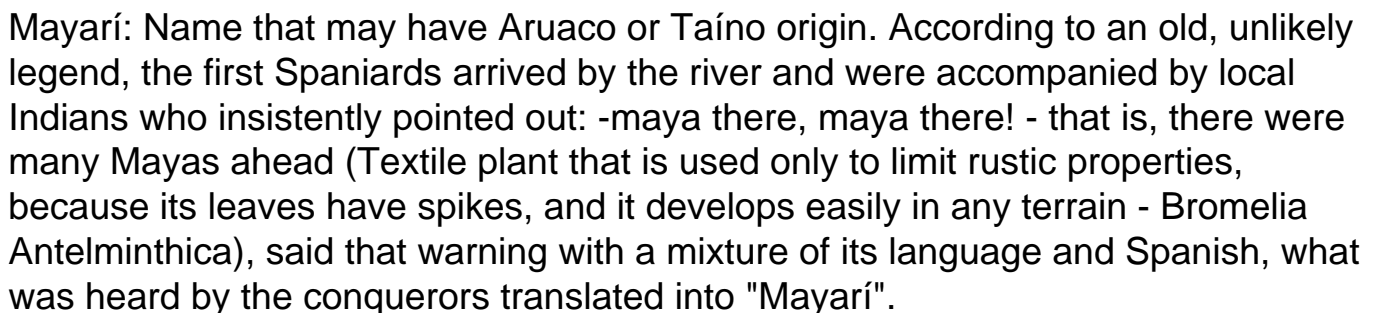 Mayarí: Name that may have Aruaco or Taíno origin. According to an old, unlikely
legend, the first Spaniards arrived by the river and were accompanied by local
Indians who insistently pointed out: -maya there, maya there! - that is, there were
many Mayas ahead (Textile plant that is used only to limit rustic properties,
because its leaves have spikes, and it develops easily in any terrain - Bromelia
Antelminthica), said that warning with a mixture of its language and Spanish, what
was heard by the conquerors translated into "Mayarí".